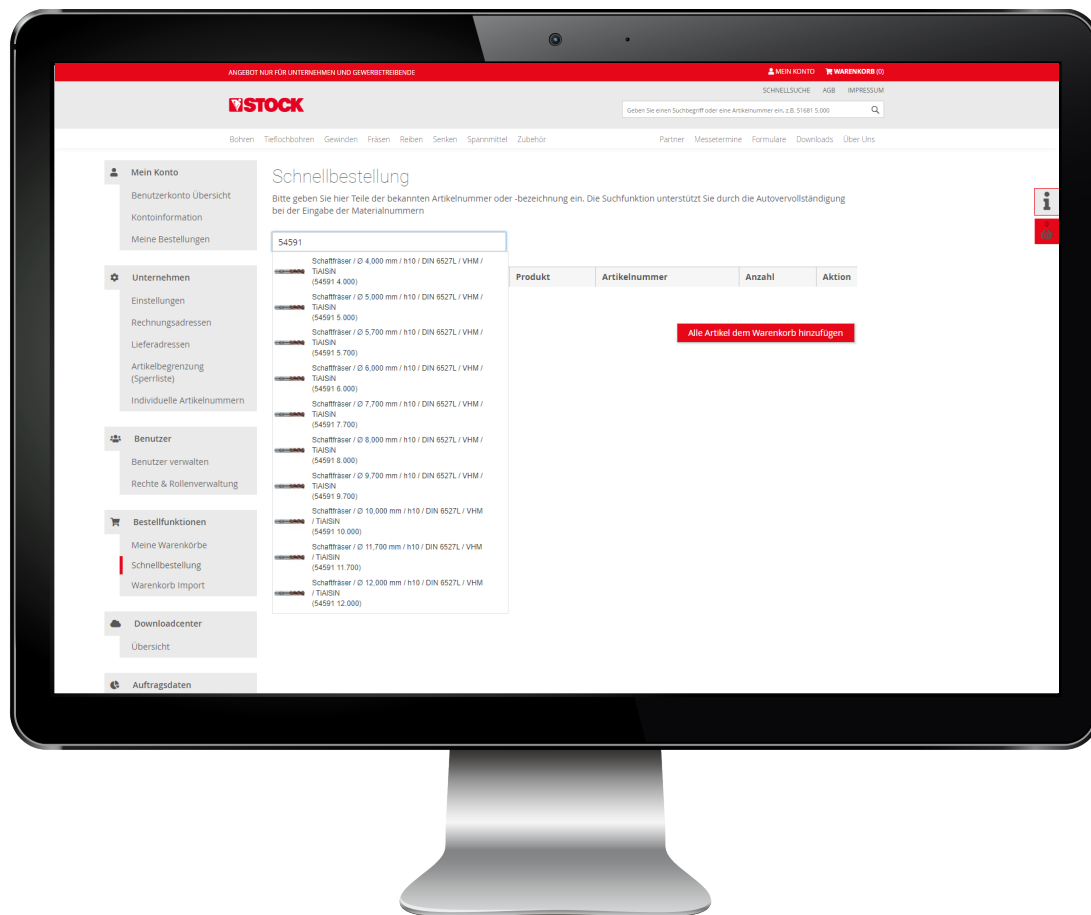 ANGEBOT NUR FÜR UNTERNEHMEN UND GEWERBETREIBENDE
MEIN KONTO WARENKORB (0)
SCHNELLSUCHE AGB IMPRESSUM
STOCK
Geben Sie einen Suchbegriff oder eine Artikelnummer ein, z.B. 51681 5.000
Bohren Tieflochbohren Gewinden Fräsen Reiben Senken Spannmittel Zubehör
Partner Messetermine Formulare Downloads Über Uns
Mein Konto
Benutzerkonto Übersicht
Kontoinformation
Meine Bestellungen
Unternehmen
Einstellungen
Rechnungsadressen
Lieferadressen
Artikelbegrenzung
(Sperrliste)
Individuelle Artikelnummern
Benutzer
Benutzer verwalten
Rechte & Rollenverwaltung
Bestellfunktionen
Meine Warenkörbe
Schnellbestellung
Warenkorb Import
Downloadcenter
Übersicht
Auftragsdaten
Schnellbestellung
Bitte geben Sie hier Teile der bekannten Artikelnummer oder -bezeichnung ein. Die Suchfunktion unterstützt Sie durch die Autovervollständigung
bei der Eingabe der Materialnummern
54591
Schaftfräser / Ø 4,000 mm / h10 / DIN 6527L / VHM /
TiAlSiN
(54591 4.000)
Schaftfräser / Ø 5,000 mm / h10 / DIN 6527L / VHM /
TiAlSiN
(54591 5.000)
Schaftfräser / Ø 5,700 mm / h10 / DIN 6527L / VHM /
TiAlSiN
(54591 5.700)
Schaftfräser / Ø 6,000 mm / h10 / DIN 6527L / VHM /
TiAlSiN
(54591 6.000)
Schaftfräser / Ø 7,700 mm / h10 / DIN 6527L / VHM /
TiAlSiN
(54591 7.700)
Schaftfräser / Ø 8,000 mm / h10 / DIN 6527L / VHM /
TiAlSiN
(54591 8.000)
Schaftfräser / Ø 9,700 mm / h10 / DIN 6527L / VHM /
TiAlSiN
(54591 9.700)
Schaftfräser / Ø 10,000 mm / h10 / DIN 6527L / VHM
/ TiAlSiN
(54591 10.000)
Schaftfräser / Ø 11,700 mm / h10 / DIN 6527L / VHM
/ TiAlSiN
(54591 11.700)
Schaftfräser / Ø 12,000 mm / h10 / DIN 6527L / VHM
/ TiAlSiN
(54591 12.000)
Produkt Artikelnummer Anzahl Aktion
Alle Artikel dem Warenkorb hinzufügen